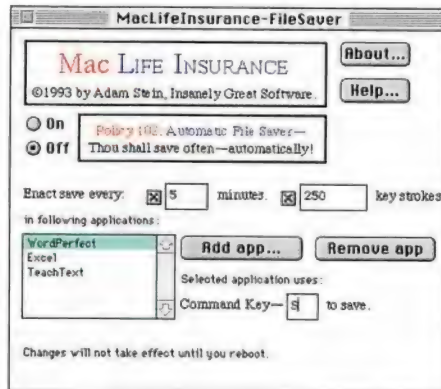 MacLifeInsurance-FileSaver
Mac LIFE INSURANCE
©1993 by Adam Stein, Insanely Great Software.
About...
Help...
On
Off
Policy 102. Automatic File Saver—
Thou shall save often—automatically!
Enact save every: 5 minutes. 250 key strokes
in following applications:
WordPerfect
Excel
TeachText
Add app...
Remove app
Selected application uses:
Command Key— S to save.
Changes will not take effect until you reboot.